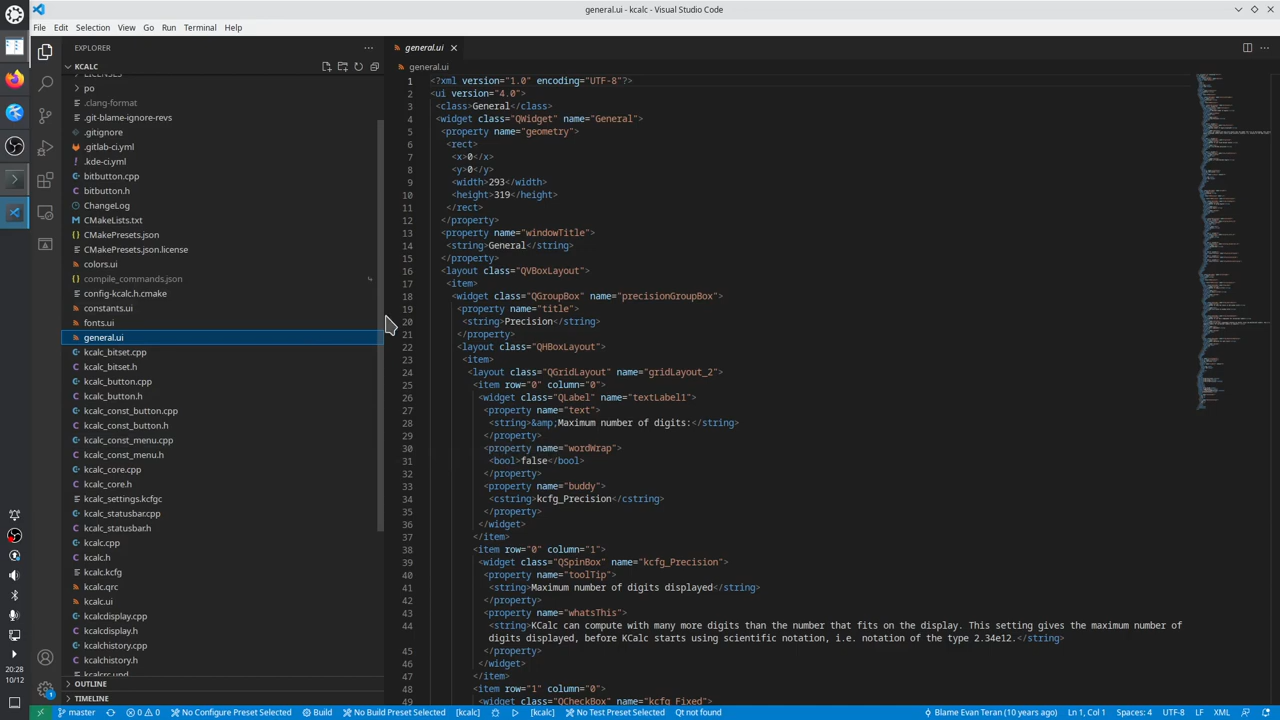 general.ui - kcalc - Visual Studio Code
File Edit Selection View Go Run Terminal Help
EXPLORER
KCALC
LICENSES
po
.clang-format
.git-blame-ignore-revs
.gitignore
.gitlab-ci.yml
.kde-ci.yml
bitbutton.cpp
bitbutton.h
ChangeLog
CMakeLists.txt
CMakePresets.json
CMakePresets.json.license
colors.ui
compile_commands.json
config-kcalc.h.cmake
constants.ui
fonts.ui
general.ui
kcalc_bitset.cpp
kcalc_bitset.h
kcalc_button.cpp
kcalc_button.h
kcalc_const_button.cpp
kcalc_const_button.h
kcalc_const_menu.cpp
kcalc_const_menu.h
kcalc_core.cpp
kcalc_core.h
kcalc_settings.kcfgc
kcalc_statusbar.cpp
kcalc_statusbar.h
kcalc.cpp
kcalc.h
kcalc.kcfg
kcalc.qrc
kcalc.ui
kcalcdisplay.cpp
kcalcdisplay.h
kcalchistory.cpp
kcalchistory.h
kcalcrc.upd
OUTLINE
TIMELINE
general.ui
general.ui
1 <?xml version="1.0" encoding="UTF-8"?>
2 <ui version="4.0">
3 <class>General</class>
4 <widget class="QWidget" name="General">
5 <property name="geometry">
6 <rect>
7 <x>0</x>
8 <y>0</y>
9 <width>293</width>
10 <height>319</height>
11 </rect>
12 </property>
13 <property name="windowTitle">
14 <string>General</string>
15 </property>
16 <layout class="QVBoxLayout">
17 <item>
18 <widget class="QGroupBox" name="precisionGroupBox">
19 <property name="title">
20 <string>Precision</string>
21 </property>
22 <layout class="QHBoxLayout">
23 <item>
24 <layout class="QGridLayout" name="gridLayout_2">
25 <item row="0" column="0">
26 <widget class="QLabel" name="textLabel1">
27 <property name="text">
28 <string>&amp;Maximum number of digits:</string>
29 </property>
30 <property name="wordWrap">
31 <bool>false</bool>
32 </property>
33 <property name="buddy">
34 <cstring>kcfg_Precision</cstring>
35 </property>
36 </widget>
37 </item>
38 <item row="0" column="1">
39 <widget class="QSpinBox" name="kcfg_Precision">
40 <property name="toolTip">
41 <string>Maximum number of digits displayed</string>
42 </property>
43 <property name="whatsThis">
44 <string>KCalc can compute with many more digits than the number that fits on the display. This setting gives the maximum number of
digits displayed, before KCalc starts using scientific notation, i.e. notation of the type 2.34e12.</string>
45 </property>
46 </widget>
47 </item>
48 <item row="1" column="0">
49 <widget class="QCheckBox" name="kcfg_Fixed">
20:28
10/12
1
master 0 0 No Configure Preset Selected Build No Build Preset Selected [kcalc] [kcalc] No Test Preset Selected Qt not found Blame Evan Teran (10 years ago) Ln 1, Col 1 Spaces: 4 UTF-8 LF XML